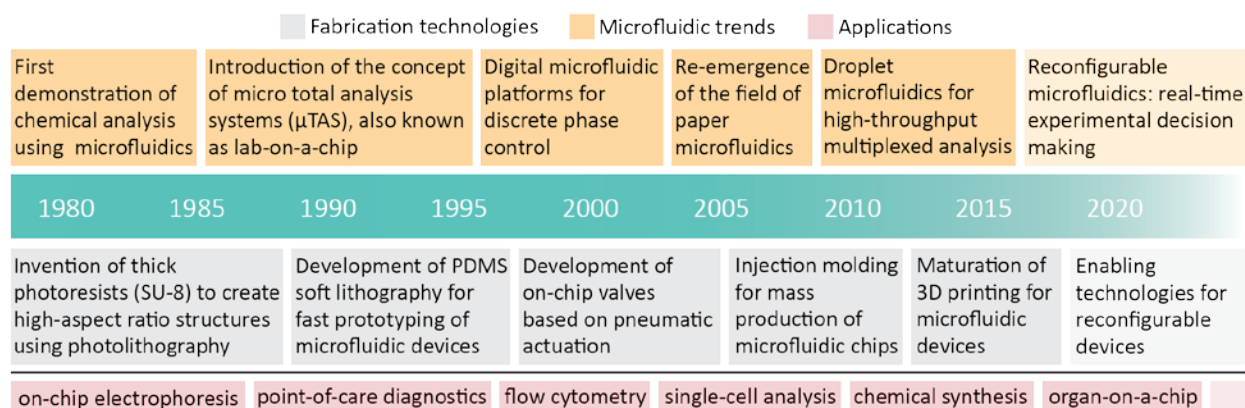 Fabrication technologies Microfluidic trends Applications
First
demonstration of
chemical analysis
using microfluidics
Introduction of the concept
of micro total analysis
systems (μTAS), also known
as lab-on-a-chip
Digital microfluidic
platforms for
discrete phase
control
Re-emergence
of the field of
paper
microfluidics
Droplet
microfluidics for
high-throughput
multiplexed analysis
Reconfigurable
microfluidics: real-time
experimental decision
making
1980 1985 1990 1995 2000 2005 2010 2015 2020
Invention of thick
photoresists (SU-8) to create
high-aspect ratio structures
using photolithography
Development of PDMS
soft lithography for
fast prototyping of
microfluidic devices
Development of
on-chip valves
based on pneumatic
actuation
Injection molding
for mass
production of
microfluidic chips
Maturation of
3D printing for
microfluidic
devices
Enabling
technologies for
reconfigurable
devices
on-chip electrophoresis point-of-care diagnostics flow cytometry single-cell analysis chemical synthesis organ-on-a-chip